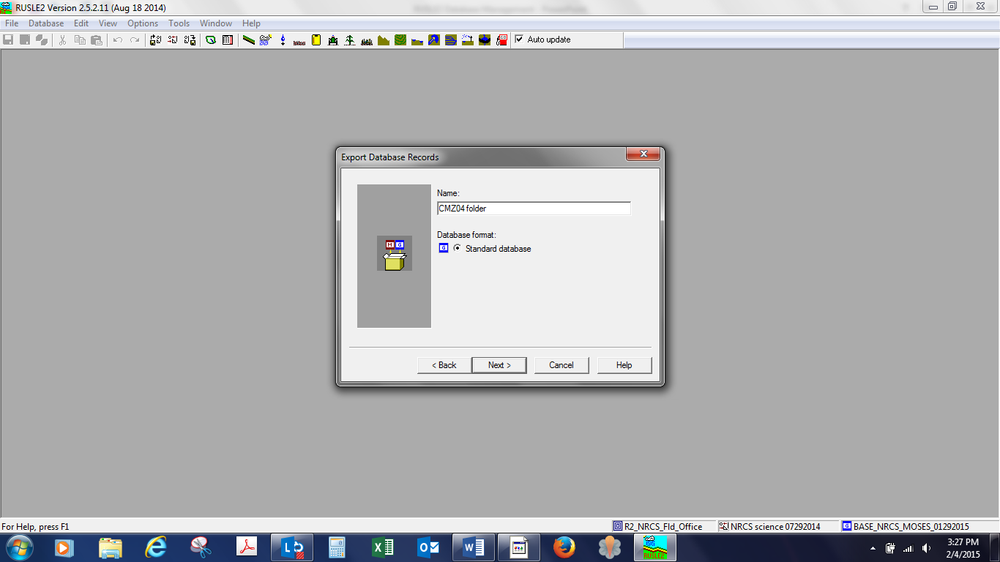 RUSLE2 Version 2.5.2.11 (Aug 18 2014)
File Database Edit View Options Tools Window Help
Auto update
Export Database Records
Name:
CMZ04 folder
M G
Database format:
G Standard database
< Back Next > Cancel Help
For Help, press F1 R2_NRCS_Fld_Office NRCS science 07292014 G BASE_NRCS_MOSES_01292015
RUSLE2
3:27 PM
2/4/2015